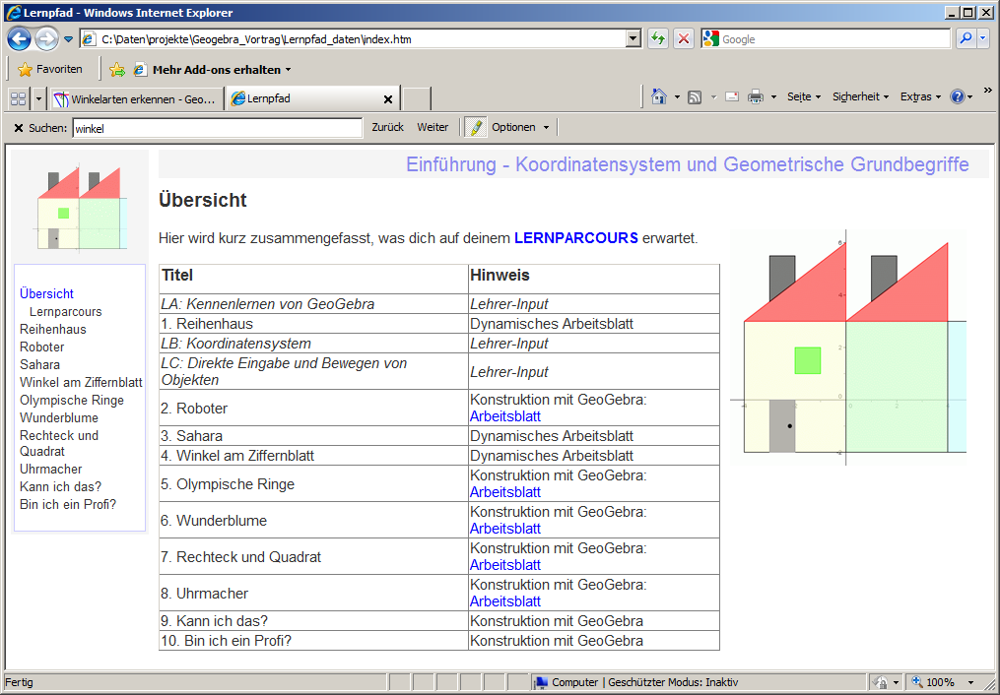 Lernpfad - Windows Internet Explorer
C:\Daten\projekte\Geogebra_Vortrag\Lernpfad_daten\index.htm
Google
Favoriten
Mehr Add-ons erhalten
Winkelarten erkennen - Geo...
Lernpfad
Seite
Sicherheit
Extras
Suchen:
winkel
Zurück
Weiter
Optionen
Einführung - Koordinatensystem und Geometrische Grundbegriffe
Übersicht
Lernparcours
Reihenhaus
Roboter
Sahara
Winkel am Ziffernblatt
Olympische Ringe
Wunderblume
Rechteck und
Quadrat
Uhrmacher
Kann ich das?
Bin ich ein Profi?
Übersicht
Hier wird kurz zusammengefasst, was dich auf deinem LERNPARCOURS erwartet.
Titel Hinweis
LA: Kennenlernen von GeoGebra Lehrer-Input
1. Reihenhaus Dynamisches Arbeitsblatt
LB: Koordinatensystem Lehrer-Input
LC: Direkte Eingabe und Bewegen von
Objekten
Lehrer-Input
2. Roboter
Konstruktion mit GeoGebra:
Arbeitsblatt
3. Sahara Dynamisches Arbeitsblatt
4. Winkel am Ziffernblatt Dynamisches Arbeitsblatt
5. Olympische Ringe
Konstruktion mit GeoGebra:
Arbeitsblatt
6. Wunderblume
Konstruktion mit GeoGebra:
Arbeitsblatt
7. Rechteck und Quadrat
Konstruktion mit GeoGebra:
Arbeitsblatt
8. Uhrmacher
Konstruktion mit GeoGebra:
Arbeitsblatt
9. Kann ich das? Konstruktion mit GeoGebra
10. Bin ich ein Profi? Konstruktion mit GeoGebra
Fertig
Computer | Geschützter Modus: Inaktiv
100%